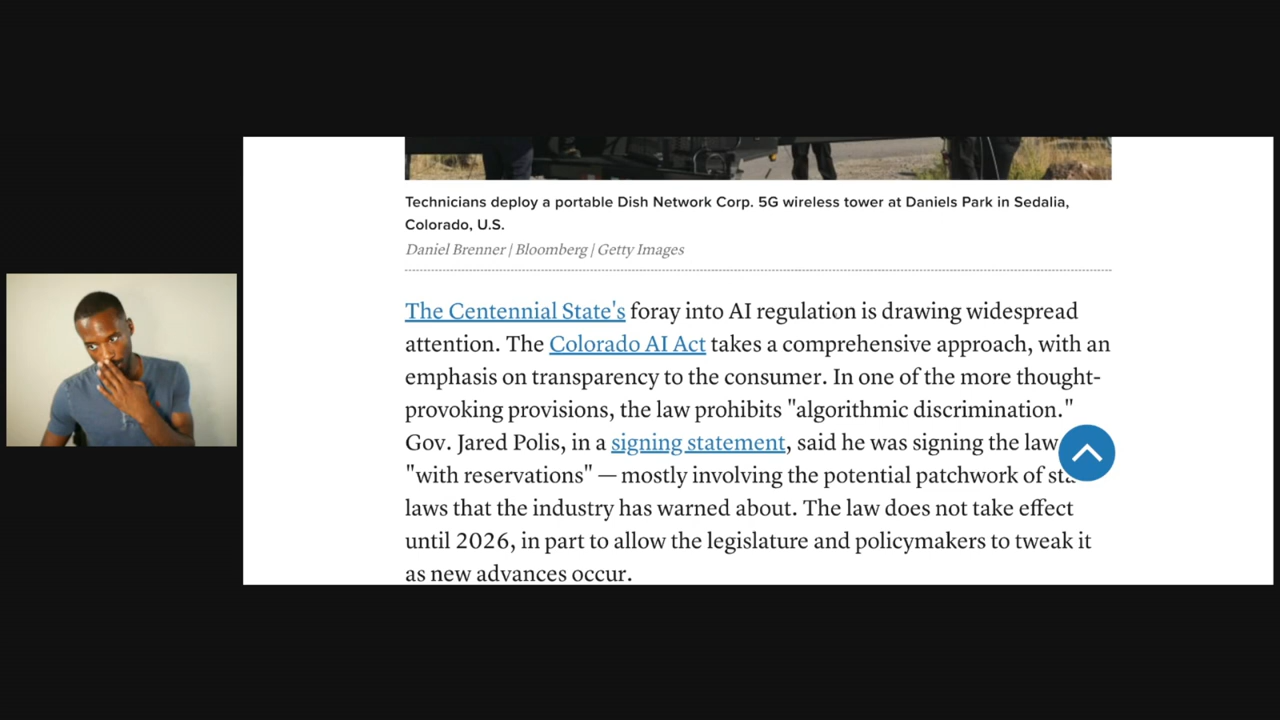 Technicians deploy a portable Dish Network Corp. 5G wireless tower at Daniels Park in Sedalia,
Colorado, U.S.
Daniel Brenner | Bloomberg | Getty Images
The Centennial State's foray into AI regulation is drawing widespread
attention. The Colorado AI Act takes a comprehensive approach, with an
emphasis on transparency to the consumer. In one of the more thought-
provoking provisions, the law prohibits "algorithmic discrimination."
Gov. Jared Polis, in a signing statement, said he was signing the law
"with reservations" — mostly involving the potential patchwork of
laws that the industry has warned about. The law does not take effect
until 2026, in part to allow the legislature and policymakers to tweak it
as new advances occur.